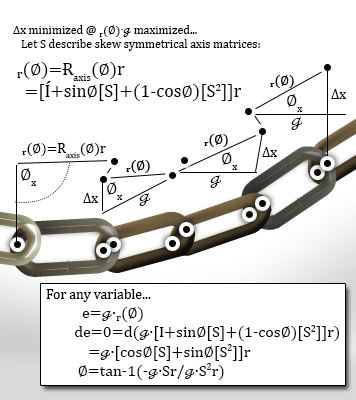 Δx minimized @ ᵣ(Ø)·ℊ maximized...
Let S describe skew symmetrical axis matrices:
ᵣ(Ø)=Rₐₓᵢₛ(Ø)r
=[Í+sinØ[S]+(1-cosØ)[S²]]r
ᵣ(Ø)
Øₓ
Δx
ℊ
ᵣ(Ø)=Rₐₓᵢₛ(Ø)r
Øₓ
ᵣ(Ø)
Øₓ
Δx
ℊ
ᵣ(Ø)
Øₓ
Δx
ℊ
For any variable...
e=ℊ·ᵣ(Ø)
de=0=d(ℊ·[I+sinØ[S]+(1-cosØ)[S²]]r)
=ℊ·[cosØ[S]+sinØ[S²]]r
Ø=tan-1(-ℊ·Sr/ℊ·S²r)